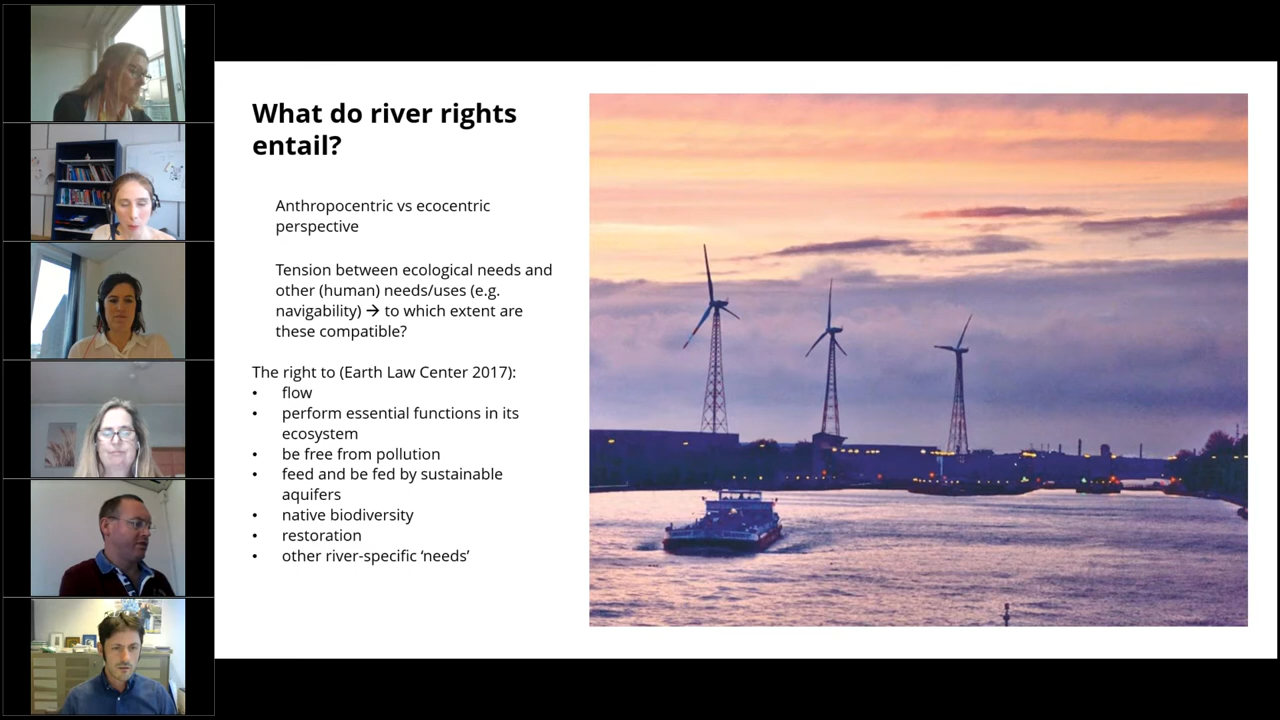 What do river rights
entail?
Anthropocentric vs ecocentric
perspective
Tension between ecological needs and
other (human) needs/uses (e.g.
navigability) → to which extent are
these compatible?
The right to (Earth Law Center 2017):
• flow
• perform essential functions in its
ecosystem
• be free from pollution
• feed and be fed by sustainable
aquifers
• native biodiversity
• restoration
• other river-specific ‘needs’